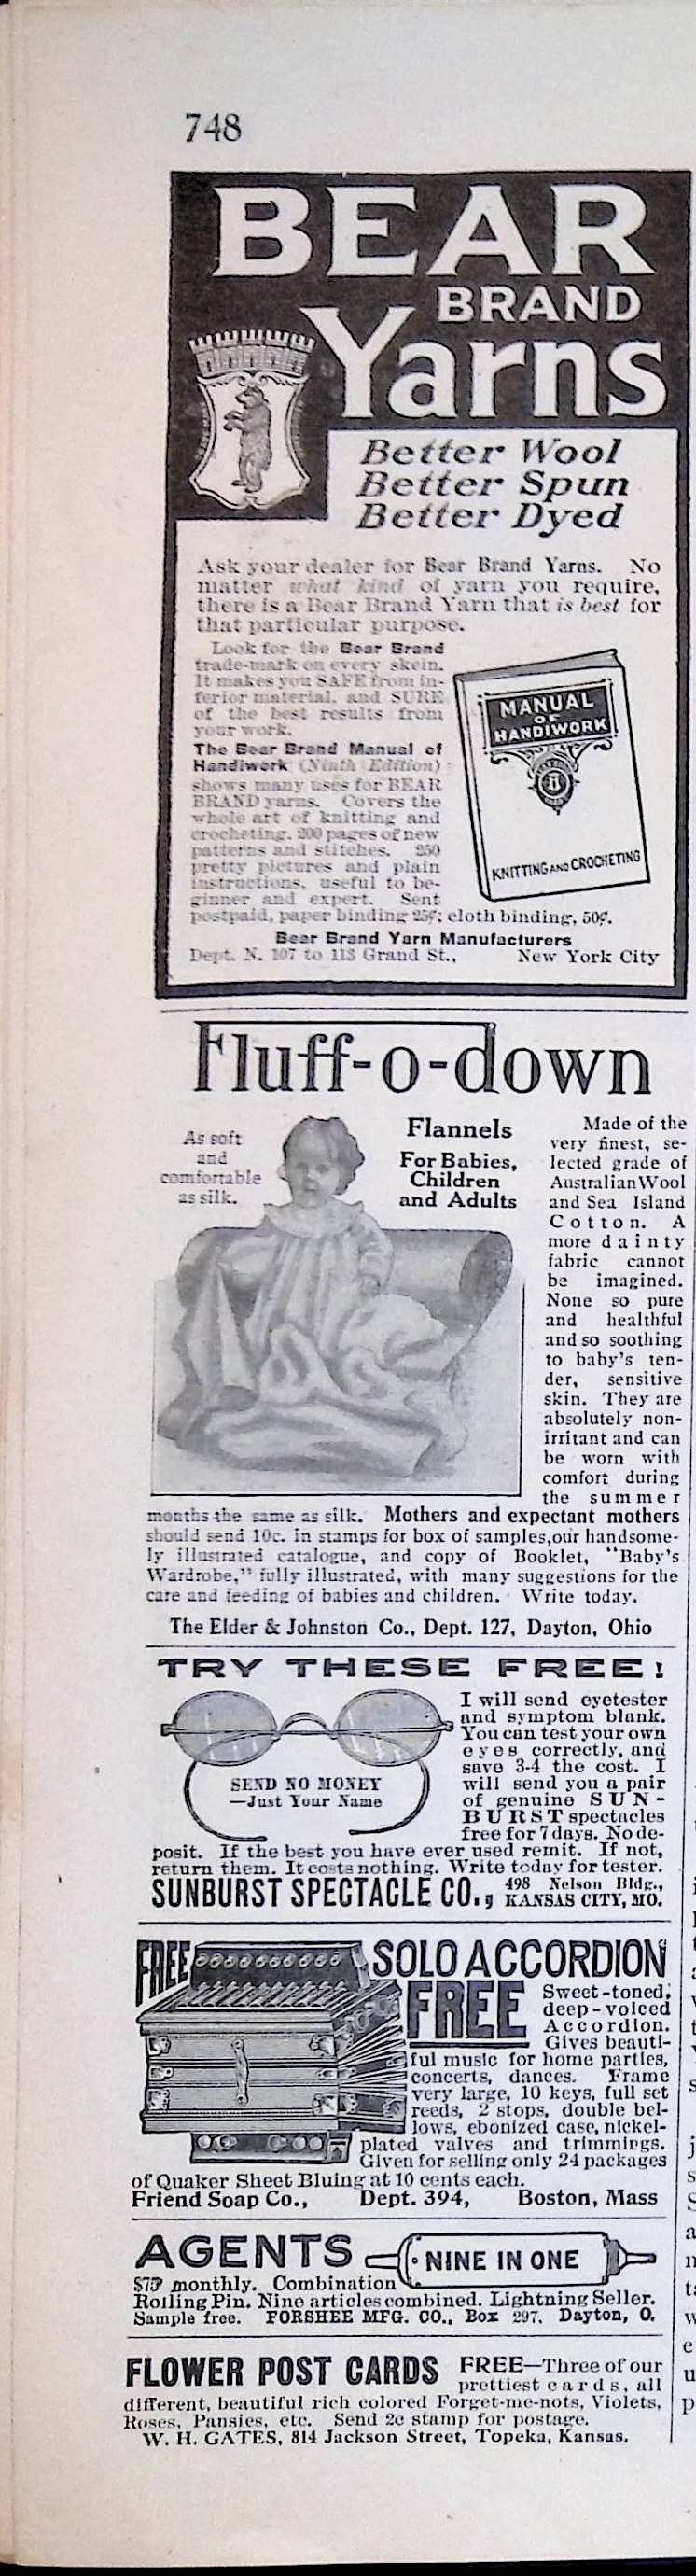 748
BEAR
BRAND
Yarns
Better Wool
Better Spun
Better Dyed
Ask your dealer for Bear Brand Yarns. No
matter what kind of yarn you require,
there is a Bear Brand Yarn that is best for
that particular purpose.
Look for the Bear Brand
trade-mark on every skein.
It makes you SAFE from in-
ferior material, and SURE
of the best results from
your work.
The Bear Brand Manual of
Handiwork (Ninth Edition)
shows many uses for BEAR
BRAND yarns. Covers the
whole art of knitting and
crocheting. 200 pages of new
patterns and stitches. 250
pretty pictures and plain
instructions, useful to be-
ginner and expert. Sent
postpaid, paper binding 25¢; cloth binding, 50¢.
MANUAL
OF
HANDIWORK
KNITTING AND CROCHETING
Bear Brand Yarn Manufacturers
Dept. N. 107 to 113 Grand St., New York City
Fluff-o-down
As soft
and
comfortable
as silk.
Flannels
For Babies,
Children
and Adults
Made of the
very finest, se-
lected grade of
Australian Wool
and Sea Island
Cotton. A
more dainty
fabric cannot
be imagined.
None so pure
and healthful
and so soothing
to baby's ten-
der, sensitive
skin. They are
absolutely non-
irritant and can
be worn with
comfort during
the summer
months the same as silk. Mothers and expectant mothers
should send 10c. in stamps for box of samples,our handsome-
ly illustrated catalogue, and copy of Booklet, "Baby's
Wardrobe," fully illustrated, with many suggestions for the
care and feeding of babies and children. Write today.
The Elder & Johnston Co., Dept. 127, Dayton, Ohio
TRY THESE FREE!
SEND NO MONEY
—Just Your Name
I will send eyetester
and symptom blank.
You can test your own
eyes correctly, and
save 3-4 the cost. I
will send you a pair
of genuine SUN-
BURST spectacles
free for 7 days. No de-
posit. If the best you have ever used remit. If not,
return them. It costs nothing. Write today for tester.
SUNBURST SPECTACLE CO., 498 Nelson Bldg.,
KANSAS CITY, MO.
FREE SOLO ACCORDION
FREE
Sweet-toned,
deep-voiced
Accordion.
Gives beauti-
ful music for home parties,
concerts, dances. Frame
very large, 10 keys, full set
reeds, 2 stops, double bel-
lows, ebonized case, nickel-
plated valves and trimmings.
Given for selling only 24 packages
of Quaker Sheet Bluing at 10 cents each.
Friend Soap Co., Dept. 394, Boston, Mass
AGENTS NINE IN ONE
$75 monthly. Combination
Rolling Pin. Nine articles combined. Lightning Seller.
Sample free. FORSHEE MFG. CO., Box 297, Dayton, O.
FLOWER POST CARDS FREE—Three of our
prettiest cards, all
different, beautiful rich colored Forget-me-nots, Violets,
Roses, Pansies, etc. Send 2c stamp for postage.
W. H. GATES, 814 Jackson Street, Topeka, Kansas.